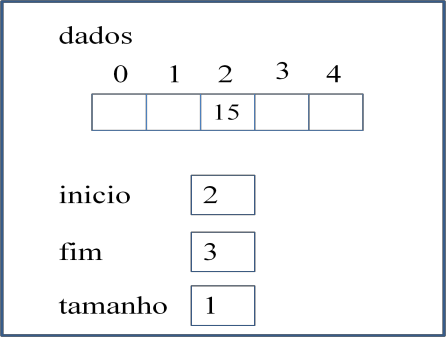 dados
0 1 2 3 4
15
inicio 2
fim 3
tamanho 1